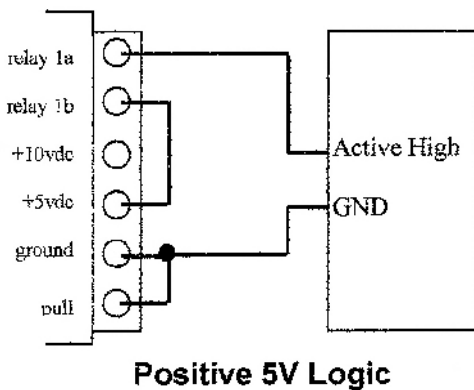 relay 1a
relay 1b
+10vdc
+5vdc
ground
pull
Active High
GND
Positive 5V Logic